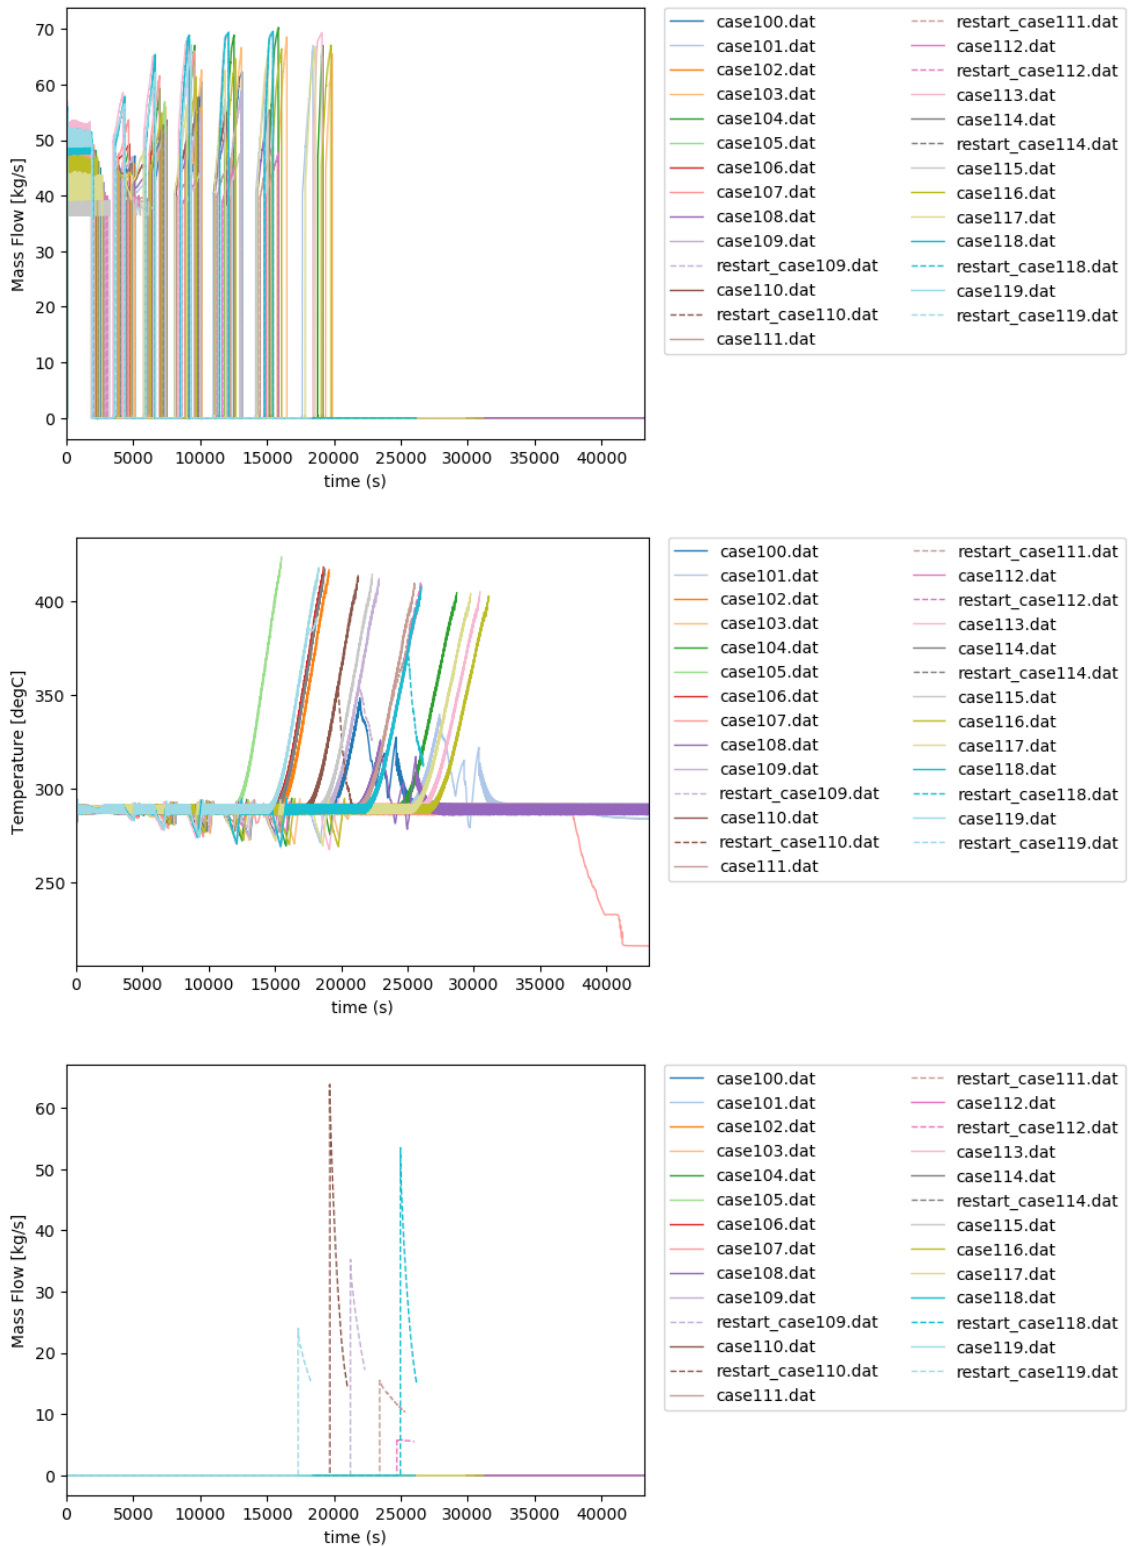 70
60
50
40
30
20
10
0
Mass Flow [kg/s]
0 5000 10000 15000 20000 25000 30000 35000 40000
time (s)
case100.dat restart_case111.dat
case101.dat case112.dat
case102.dat restart_case112.dat
case103.dat case113.dat
case104.dat case114.dat
case105.dat restart_case114.dat
case106.dat case115.dat
case107.dat case116.dat
case108.dat case117.dat
case109.dat case118.dat
restart_case109.dat restart_case118.dat
case110.dat case119.dat
restart_case110.dat restart_case119.dat
case111.dat
400
350
300
250
Temperature [degC]
0 5000 10000 15000 20000 25000 30000 35000 40000
time (s)
case100.dat restart_case111.dat
case101.dat case112.dat
case102.dat restart_case112.dat
case103.dat case113.dat
case104.dat case114.dat
case105.dat restart_case114.dat
case106.dat case115.dat
case107.dat case116.dat
case108.dat case117.dat
case109.dat case118.dat
restart_case109.dat restart_case118.dat
case110.dat case119.dat
restart_case110.dat restart_case119.dat
case111.dat
60
50
40
30
20
10
0
Mass Flow [kg/s]
0 5000 10000 15000 20000 25000 30000 35000 40000
time (s)
case100.dat restart_case111.dat
case101.dat case112.dat
case102.dat restart_case112.dat
case103.dat case113.dat
case104.dat case114.dat
case105.dat restart_case114.dat
case106.dat case115.dat
case107.dat case116.dat
case108.dat case117.dat
case109.dat case118.dat
restart_case109.dat restart_case118.dat
case110.dat case119.dat
restart_case110.dat restart_case119.dat
case111.dat